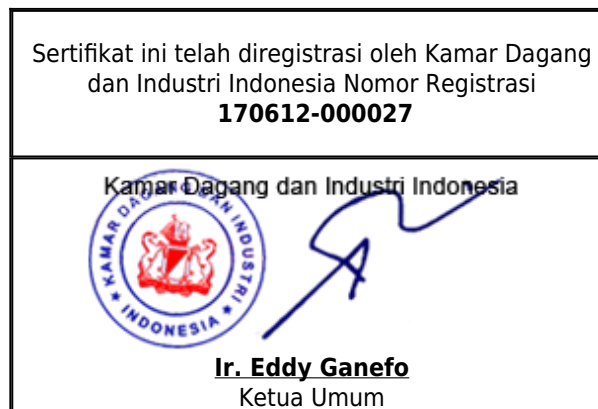 Sertifikat ini telah diregistrasi oleh Kamar Dagang
dan Industri Indonesia Nomor Registrasi
170612-000027
Kamar Dagang dan Industri Indonesia
KAMAR DAGANG DAN INDUSTRI
★ INDONESIA ★
Ir. Eddy Ganefo
Ketua Umum